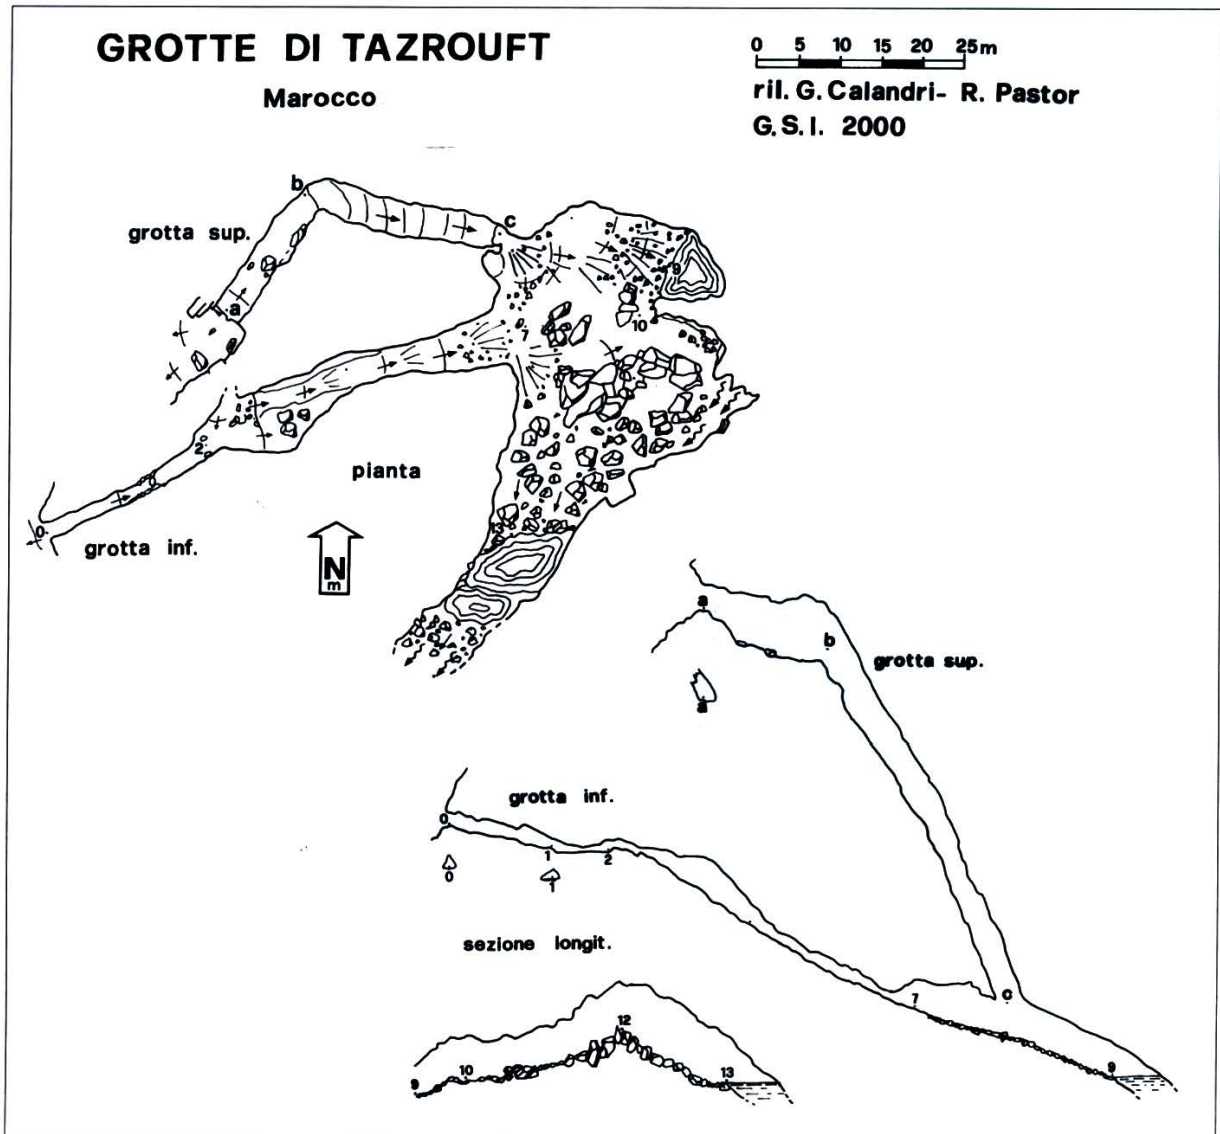 GROTTE DI TAZROUFT
Marocco
0 5 10 15 20 25m
ril. G. Calandri- R. Pastor
G.S.I. 2000
b
c
grotta sup.
a
9
10
7
2
pianta
13
0
grotta inf.
N
m
a
b
grotta sup.
a
grotta inf.
0
1
2
0
1
sezione longit.
7
c
12
9
10
13
9